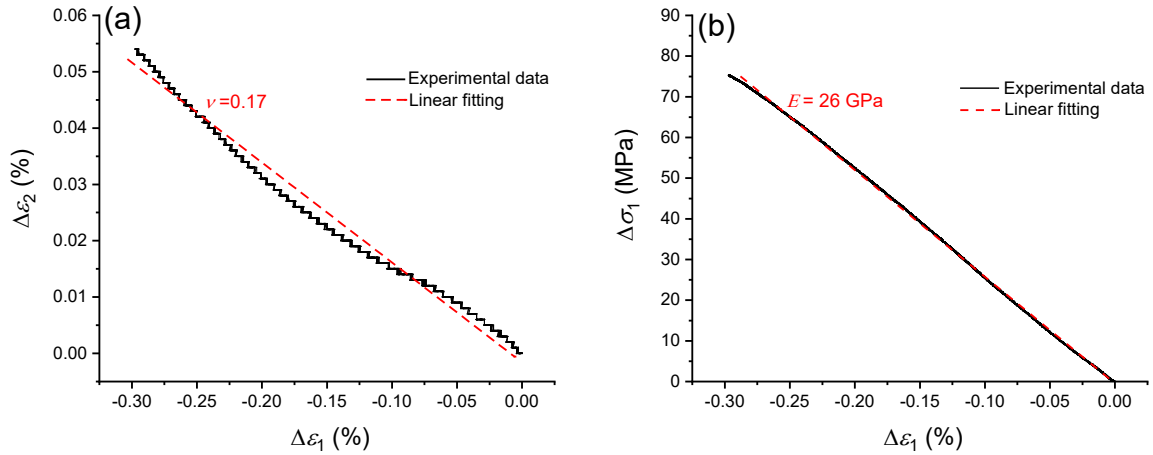 (a)
0.06
0.05
0.04
0.03
0.02
0.01
0.00
Δε2 (%)
Experimental data
Linear fitting
ν=0.17
-0.30
-0.25
-0.20
-0.15
-0.10
-0.05
0.00
Δε1 (%)
(b)
90
80
70
60
50
40
30
20
10
0
Δσ1 (MPa)
Experimental data
Linear fitting
E = 26 GPa
-0.30
-0.25
-0.20
-0.15
-0.10
-0.05
0.00
Δε1 (%)